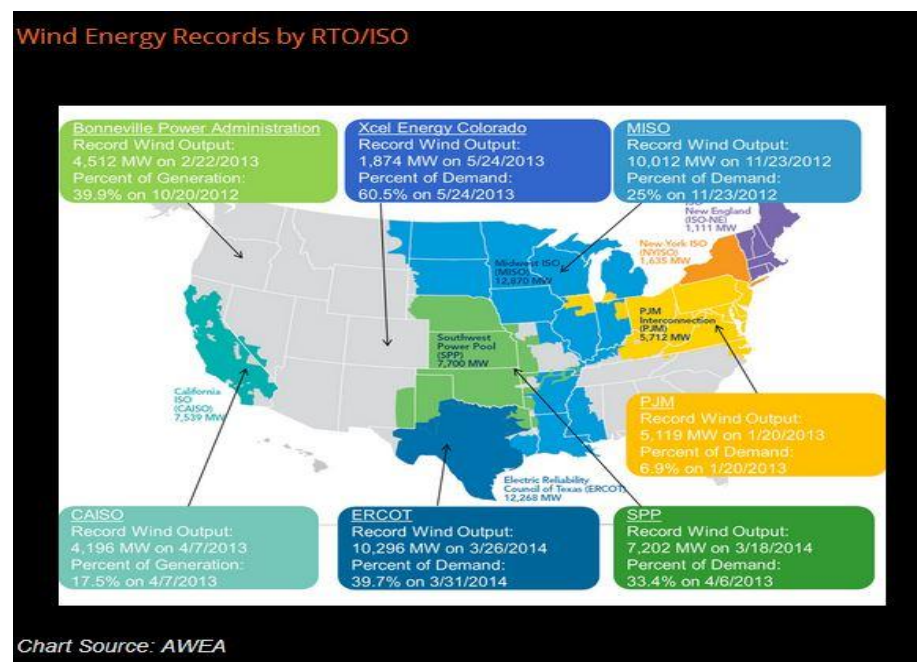 Wind Energy Records by RTO/ISO
Bonneville Power Administration
Record Wind Output:
4,512 MW on 2/22/2013
Percent of Generation:
39.9% on 10/20/2012
Xcel Energy Colorado
Record Wind Output:
1,874 MW on 5/24/2013
Percent of Demand:
60.5% on 5/24/2013
MISO
Record Wind Output:
10,012 MW on 11/23/2012
Percent of Demand:
25% on 11/23/2012
New England
(ISO-NE)
1,111 MW
New York ISO
(NYISO)
1,635 MW
Midwest ISO
(MISO)
12,870 MW
PJM
Interconnection
(PJM)
5,712 MW
Southwest
Power Pool
(SPP)
7,700 MW
California
ISO
(CAISO)
7,539 MW
Electric Reliability
Council of Texas (ERCOT)
12,268 MW
PJM
Record Wind Output:
5,119 MW on 1/20/2013
Percent of Demand:
6.9% on 1/20/2013
CAISO
Record Wind Output:
4,196 MW on 4/7/2013
Percent of Generation:
17.5% on 4/7/2013
ERCOT
Record Wind Output:
10,296 MW on 3/26/2014
Percent of Demand:
39.7% on 3/31/2014
SPP
Record Wind Output:
7,202 MW on 3/18/2014
Percent of Demand:
33.4% on 4/6/2013
Chart Source: AWEA